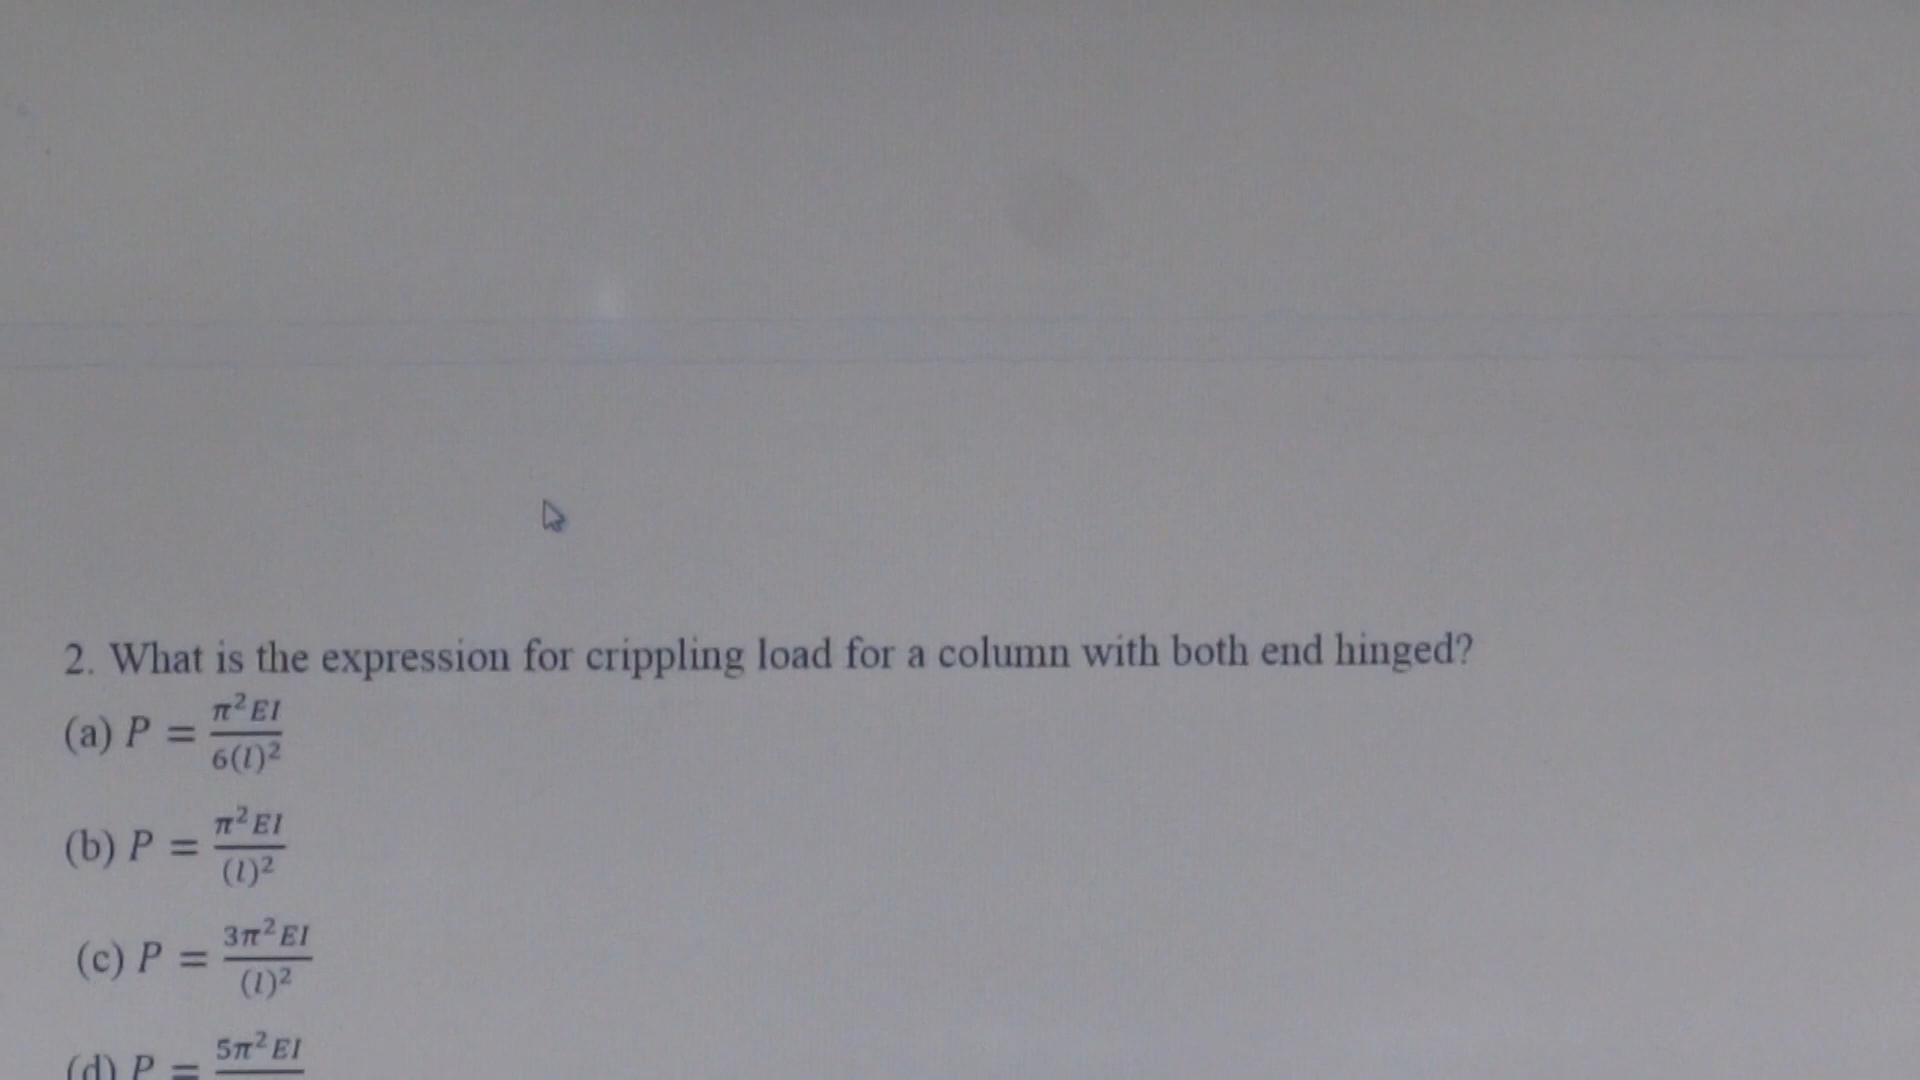 2. What is the expression for crippling load for a column with both end hinged?
(a) P = π²EI / 6(l)²
(b) P = π²EI / (l)²
(c) P = 3π²EI / (l)²
(d) P = 5π²EI